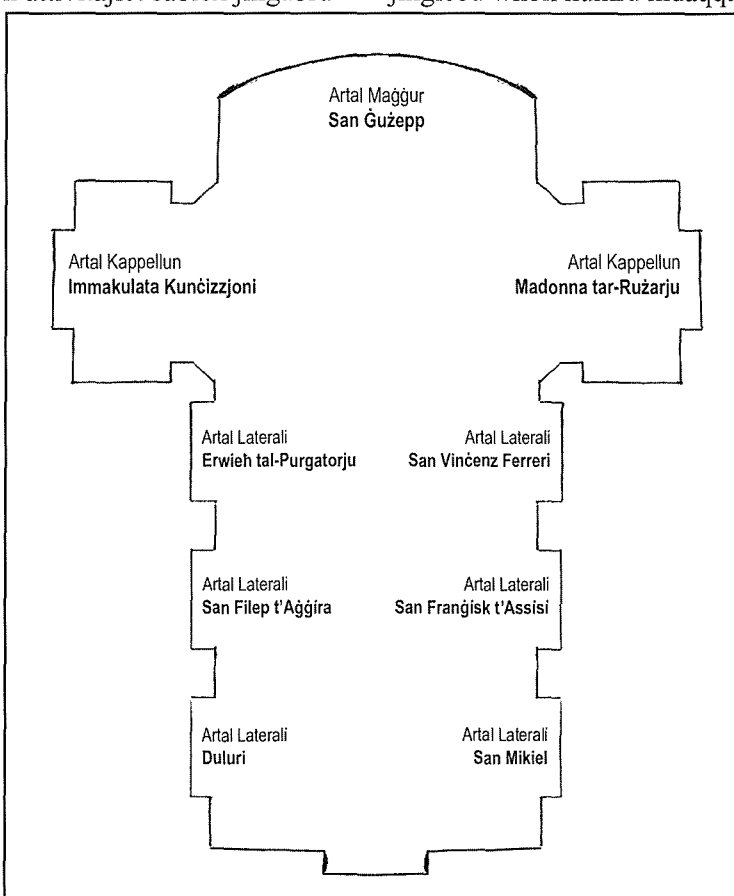 Artal Maġġur
San Ġużepp
Artal Kappellun
Immakulata Kunċizzjoni
Artal Kappellun
Madonna tar-Rużarju
Artal Laterali
Erwieħ tal-Purgatorju
Artal Laterali
San Vinċenz Ferreri
Artal Laterali
San Filep t'Aġġira
Artal Laterali
San Franġisk t'Assisi
Artal Laterali
Duluri
Artal Laterali
San Mikiel